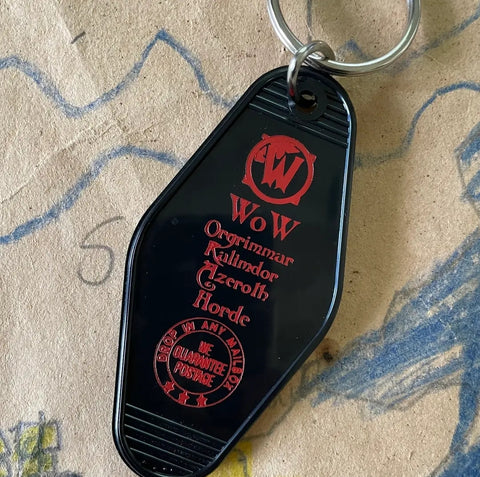 W
WoW
Orgrimmar
Kalimdor
Azeroth
Horde
DROP IN ANY MAILBOX
WE
GUARANTEE
POSTAGE
S